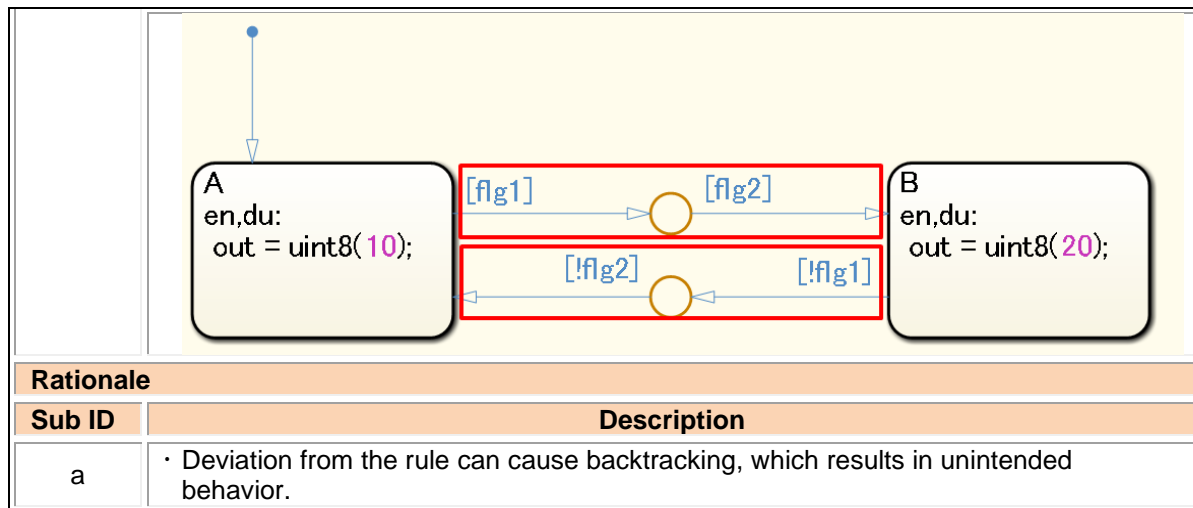 A
en,du:
out = uint8(10);
[flg1]
[flg2]
[!flg2]
[!flg1]
B
en,du:
out = uint8(20);
Rationale
Sub ID
Description
a
・Deviation from the rule can cause backtracking, which results in unintended
behavior.